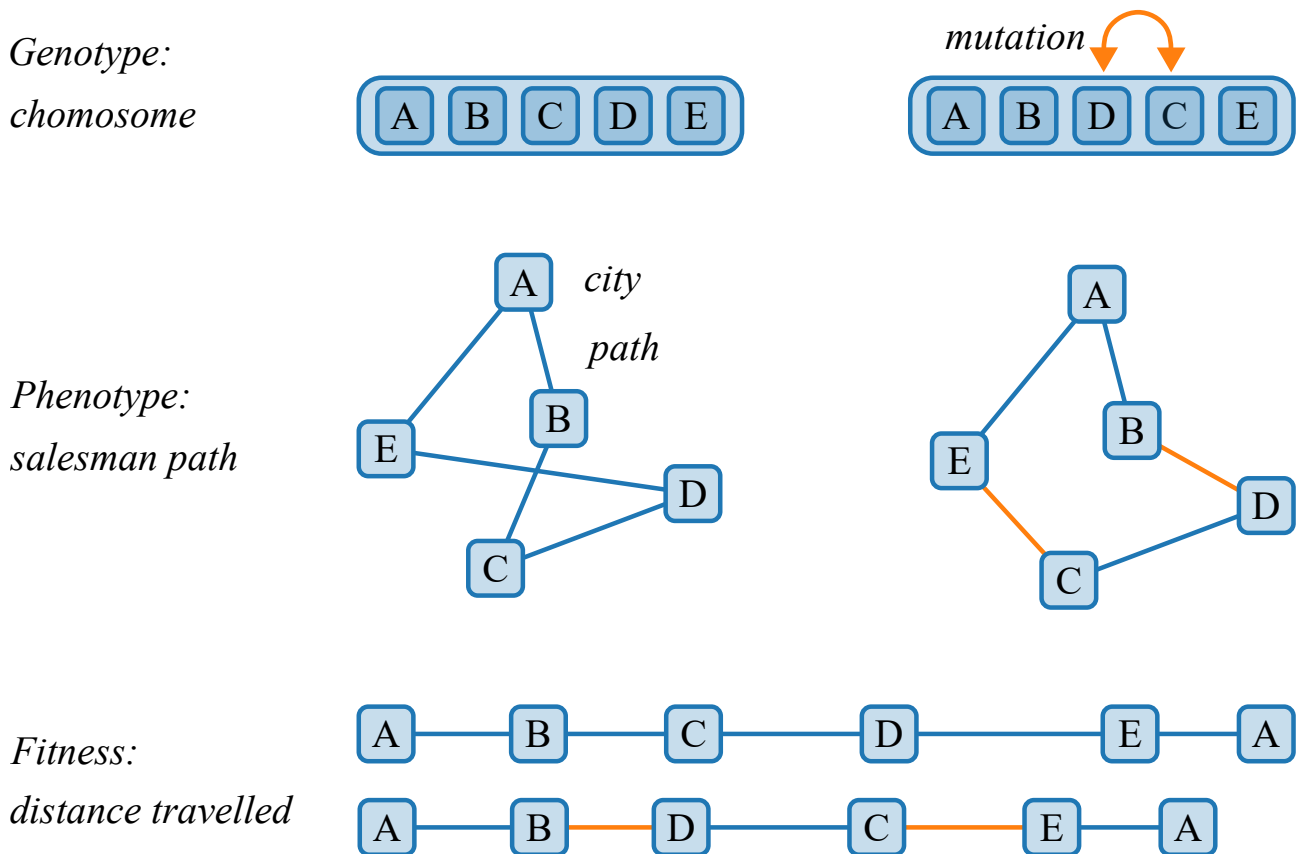 Genotype:
chomosome
A B C D E
mutation
A B D C E
Phenotype:
salesman path
A
city
path
B
E
D
C
A
B
E
D
C
Fitness:
distance travelled
A B C D E A
A B D C E A